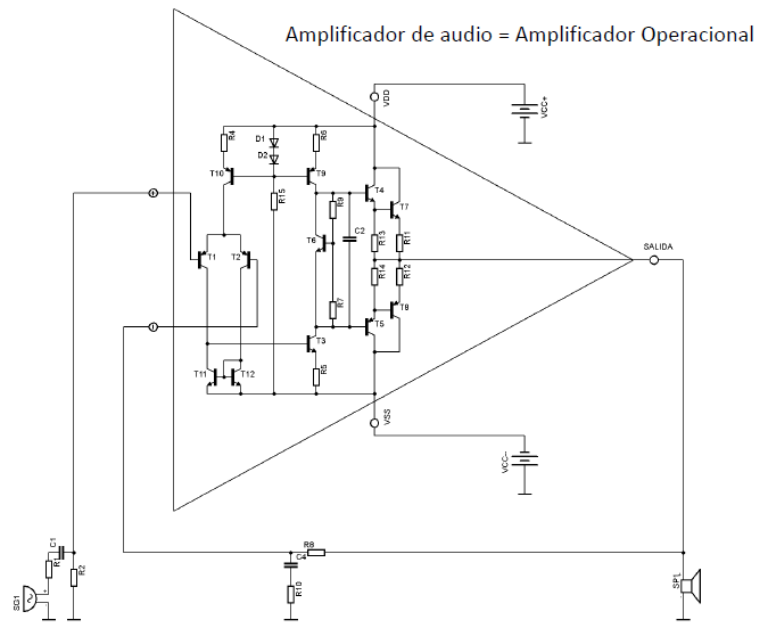 Amplificador de audio = Amplificador Operacional
VDD
VCC+
R4
D1
D2
R6
T10
T9
R15
R9
T4
T7
C2
R13
R11
T6
SALIDA
T1
T2
R14
R12
R7
T5
T8
T3
T11
T12
R5
VSS
VCC-
C1
R1
R2
SG1
R8
C4
R10
SP1